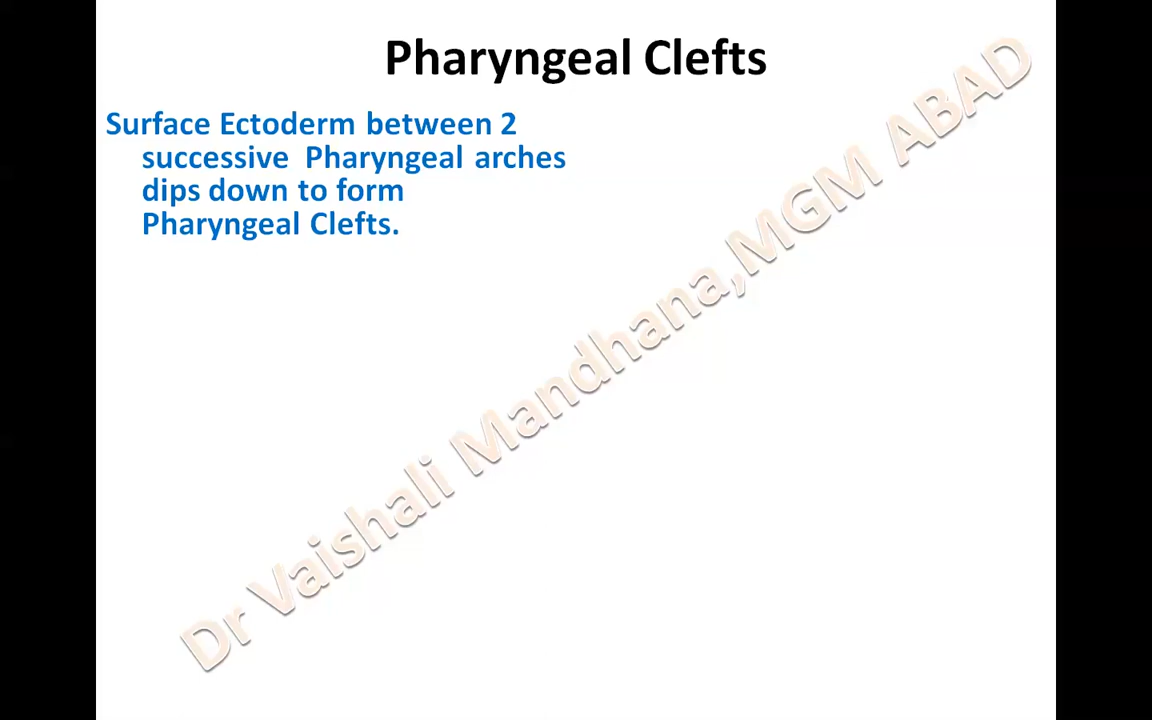 Pharyngeal Clefts
Surface Ectoderm between 2
successive Pharyngeal arches
dips down to form
Pharyngeal Clefts.
Dr Vaishali Mandhana,MGM ABAD